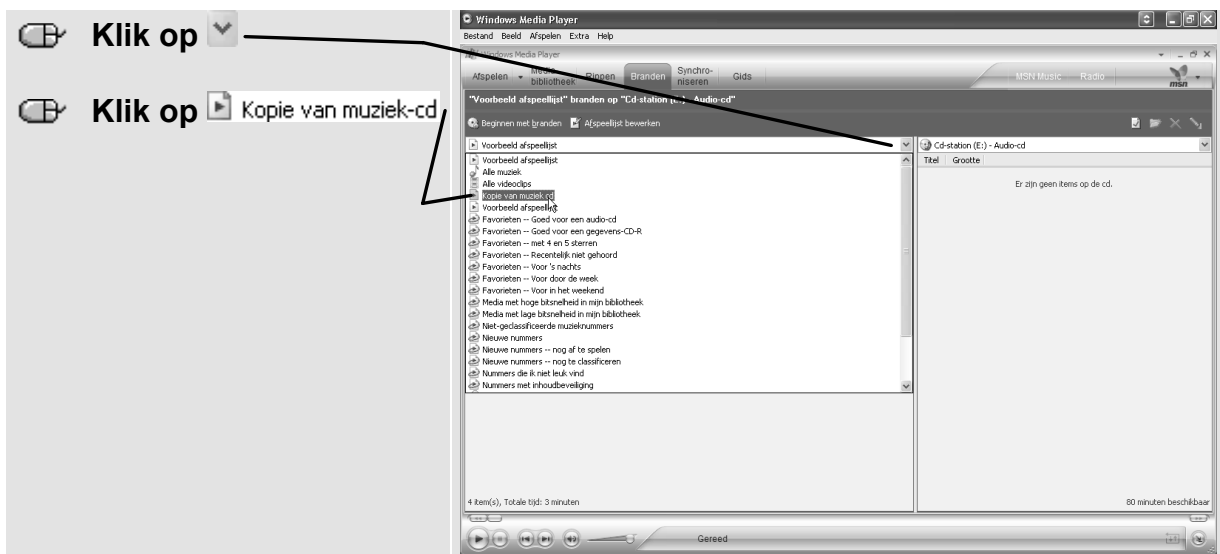 Klik op
Klik op Kopie van muziek-cd
Windows Media Player
Bestand Beeld Afspelen Extra Help
Windows Media Player
Afspelen Media bibliotheek Rippen Branden Synchro- niseren Gids MSN Music Radio msn
"Voorbeeld afspeellijst" branden op "Cd-station (E:) - Audio-cd"
Beginnen met branden Afspeellijst bewerken
Voorbeeld afspeellijst
Cd-station (E:) - Audio-cd
Voorbeeld afspeellijst
Alle muziek
Alle videoclips
Kopie van muziek-cd
Voorbeeld afspeellijst
Favorieten -- Goed voor een audio-cd
Favorieten -- Goed voor een gegevens-CD-R
Favorieten -- met 4 en 5 sterren
Favorieten -- Recentelijk niet gehoord
Favorieten -- Voor 's nachts
Favorieten -- Voor door de week
Favorieten -- Voor in het weekend
Media met hoge bitsnelheid in mijn bibliotheek
Media met lage bitsnelheid in mijn bibliotheek
Niet-geclassificeerde muzieknummers
Nieuwe nummers
Nieuwe nummers -- nog af te spelen
Nieuwe nummers -- nog te classificeren
Nummers die ik niet leuk vind
Nummers met inhoudbeveiliging
Titel Grootte
Er zijn geen items op de cd.
4 item(s), Totale tijd: 3 minuten
80 minuten beschikbaar
Gereed